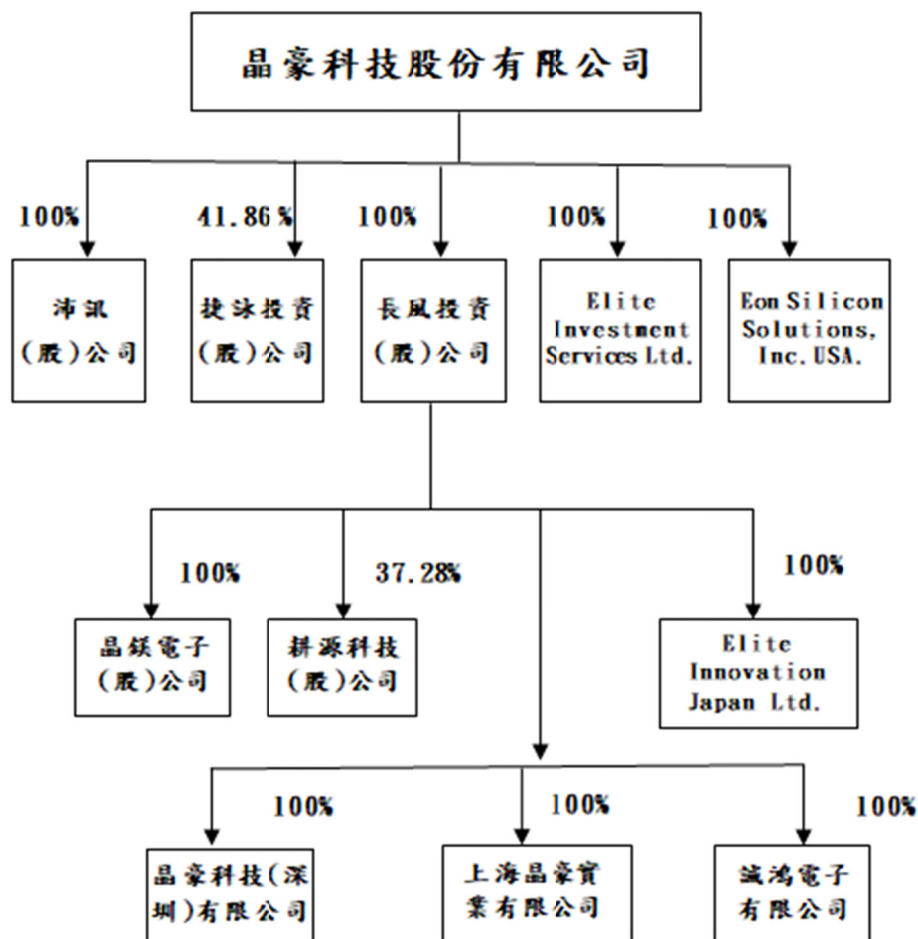 晶豪科技股份有限公司
100%
41.86%
100%
100%
100%
沛訊
(股)公司
捷詠投資
(股)公司
長風投資
(股)公司
Elite
Investment
Services Ltd.
Eon Silicon
Solutions,
Inc. USA.
100%
37.28%
100%
晶鎂電子
(股)公司
耕源科技
(股)公司
Elite
Innovation
Japan Ltd.
100%
100%
100%
晶豪科技(深
圳)有限公司
上海晶豪實
業有限公司
誠鴻電子
有限公司